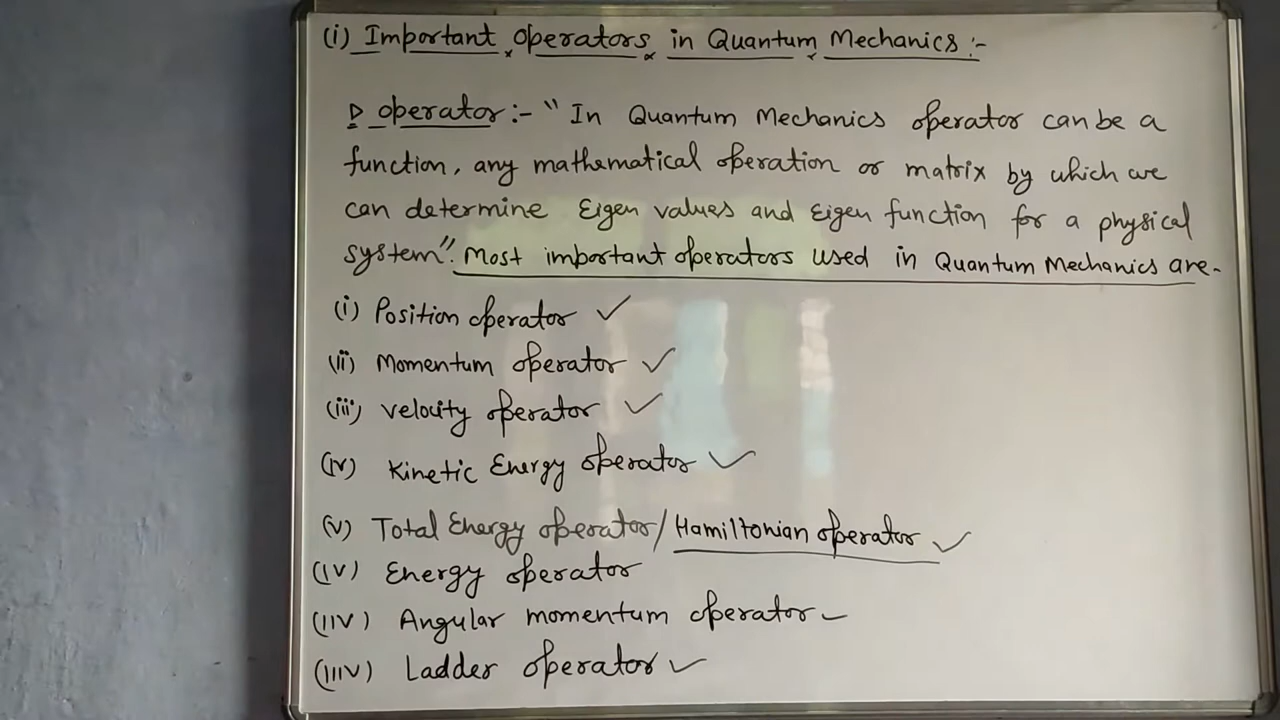 (i) Important operators in Quantum Mechanics :-
▷ operator :- " In Quantum Mechanics operator can be a
function, any mathematical operation or matrix by which we
can determine Eigen values and Eigen function for a physical
system". Most important operators used in Quantum Mechanics are-
(i) Position operator ✓
(ii) Momentum operator ✓
(iii) velocity operator ✓
(iv) Kinetic Energy operator ✓
(v) Total Energy operator/Hamiltonian operator ✓
(IV) Energy operator
(IIV) Angular momentum operator ✓
(IIIV) Ladder operator ✓